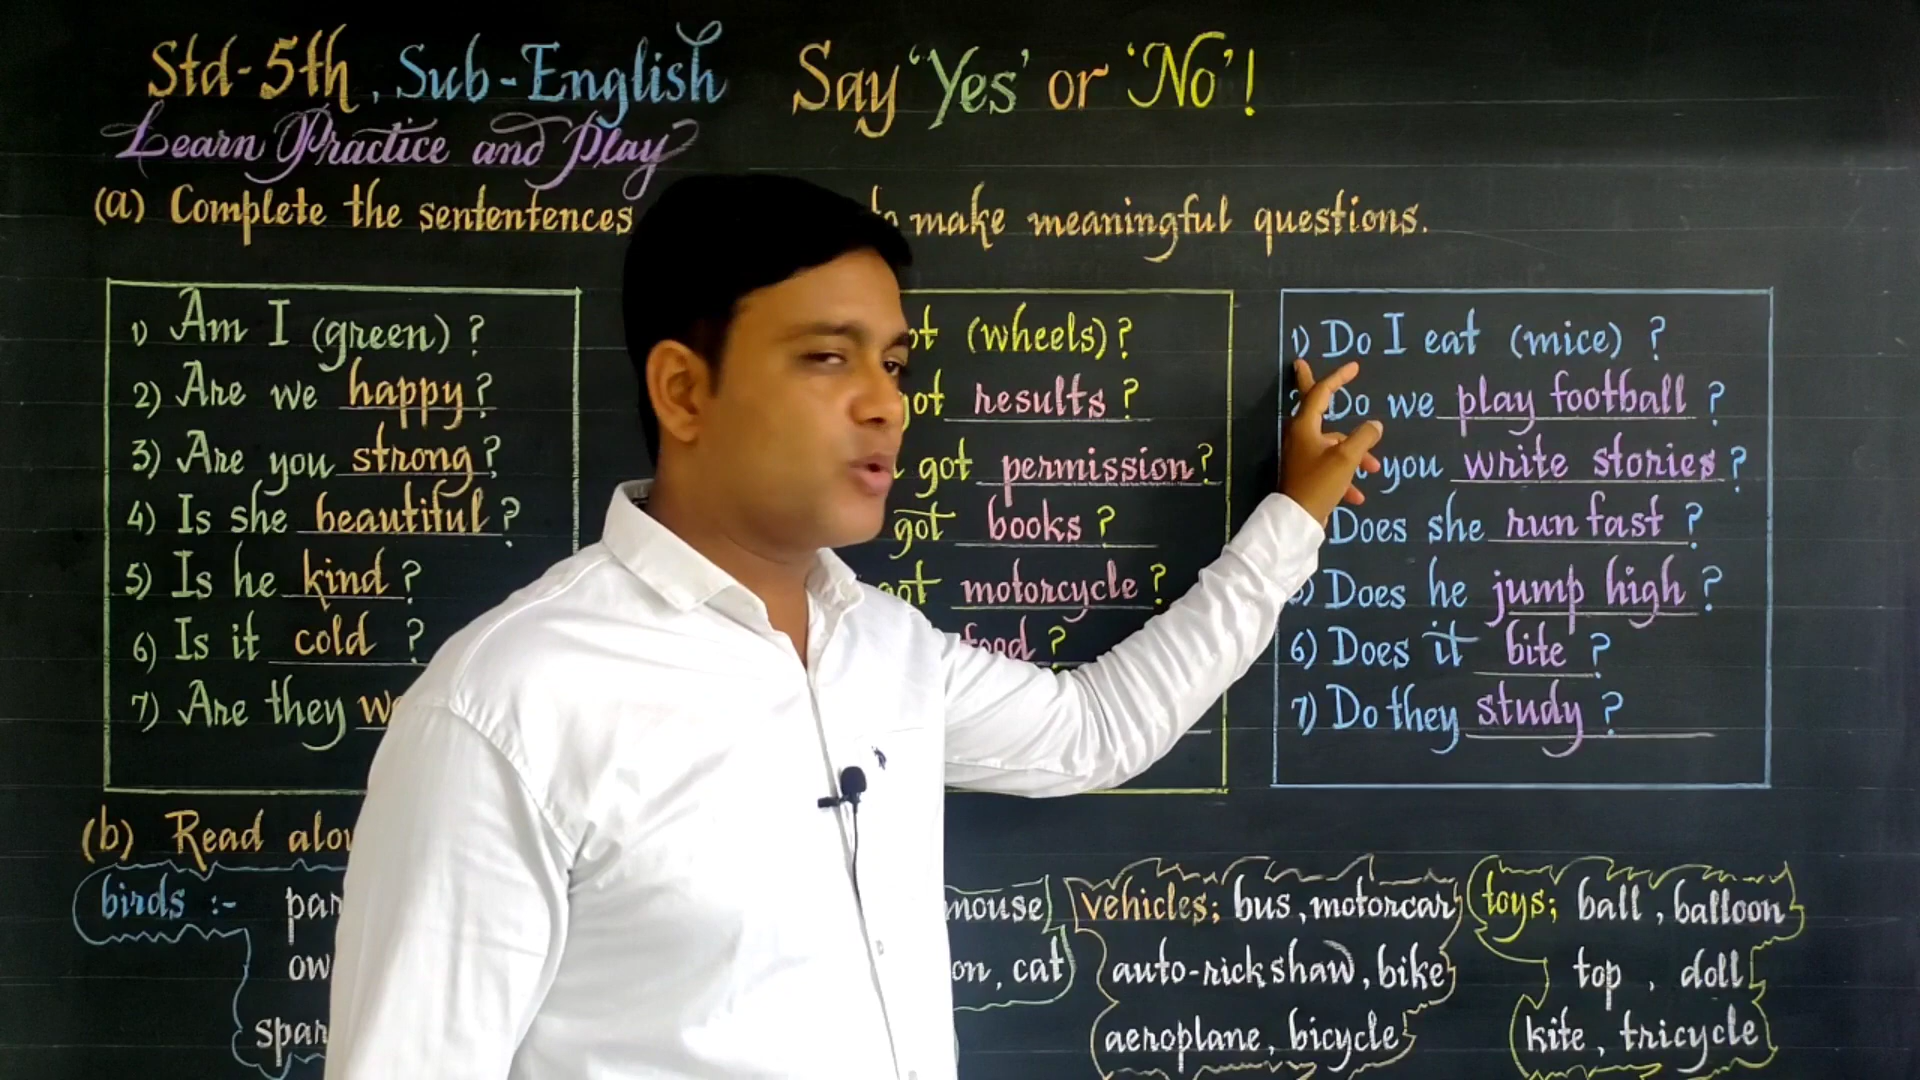 Std-5th, Sub-English Say 'Yes' or 'No'!
Learn Practice and Play
(a) Complete the sententences to make meaningful questions.
1) Am I (green) ?
2) Are we happy ?
3) Are you strong ?
4) Is she beautiful ?
5) Is he kind ?
6) Is it cold ?
7) Are they
(wheels) ?
got results ?
got permission ?
got books ?
got motorcycle ?
food ?
1) Do I eat (mice) ?
2) Do we play football ?
you write stories ?
Does she run fast ?
5) Does he jump high ?
6) Does it bite ?
7) Do they study ?
(b) Read
birds :-
mouse
cat
vehicles; bus, motorcar
auto-rickshaw, bike
aeroplane, bicycle
toys; ball, balloon
top, doll
kite, tricycle